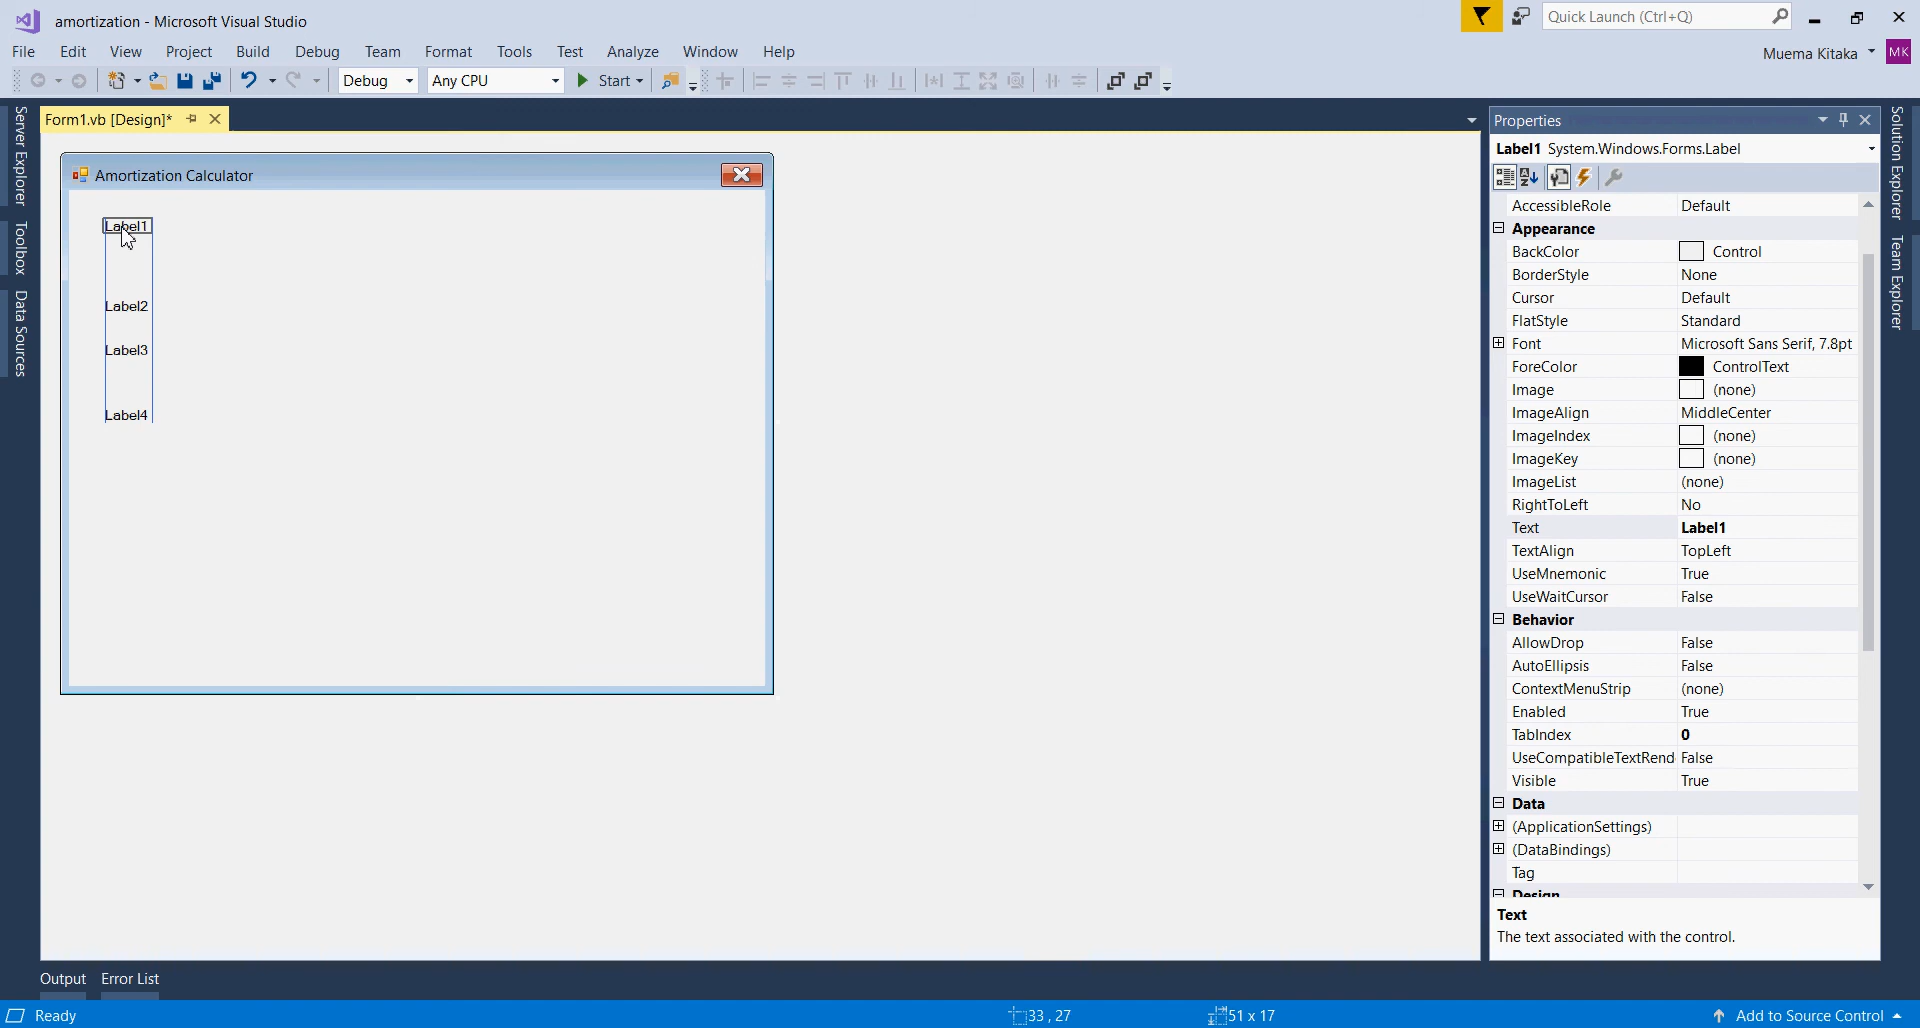 amortization - Microsoft Visual Studio
Quick Launch (Ctrl+Q)
File Edit View Project Build Debug Team Format Tools Test Analyze Window Help
Muema Kitaka MK
Debug Any CPU Start
Server Explorer
Toolbox
Data Sources
Form1.vb [Design]*
Amortization Calculator
Label1
Label2
Label3
Label4
Properties
Label1 System.Windows.Forms.Label
AccessibleRole Default
Appearance
BackColor Control
BorderStyle None
Cursor Default
FlatStyle Standard
Font Microsoft Sans Serif, 7.8pt
ForeColor ControlText
Image (none)
ImageAlign MiddleCenter
ImageIndex (none)
ImageKey (none)
ImageList (none)
RightToLeft No
Text Label1
TextAlign TopLeft
UseMnemonic True
UseWaitCursor False
Behavior
AllowDrop False
AutoEllipsis False
ContextMenuStrip (none)
Enabled True
TabIndex 0
UseCompatibleTextRend False
Visible True
Data
(ApplicationSettings)
(DataBindings)
Tag
Design
Text
The text associated with the control.
Solution Explorer
Team Explorer
Output Error List
Ready 33 , 27 51 x 17 Add to Source Control